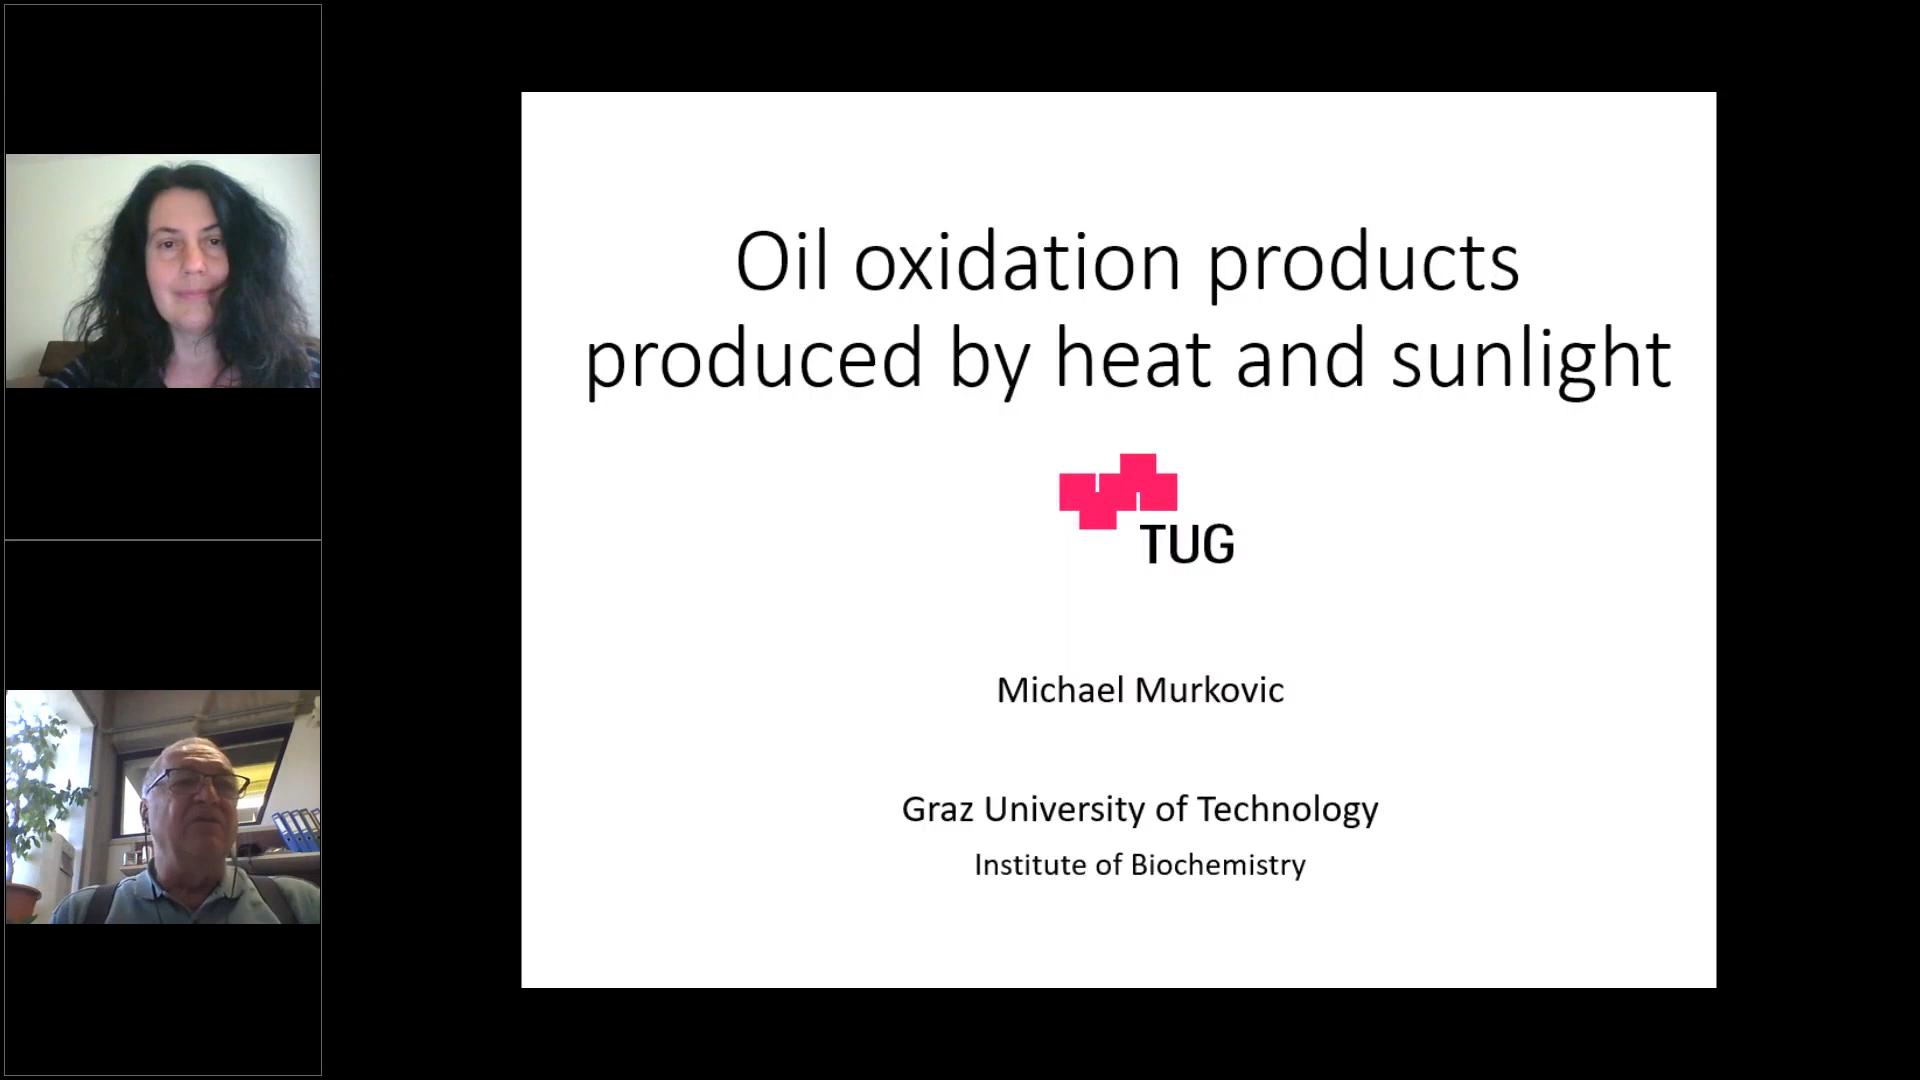 Oil oxidation products
produced by heat and sunlight
TUG
Michael Murkovic
Graz University of Technology
Institute of Biochemistry